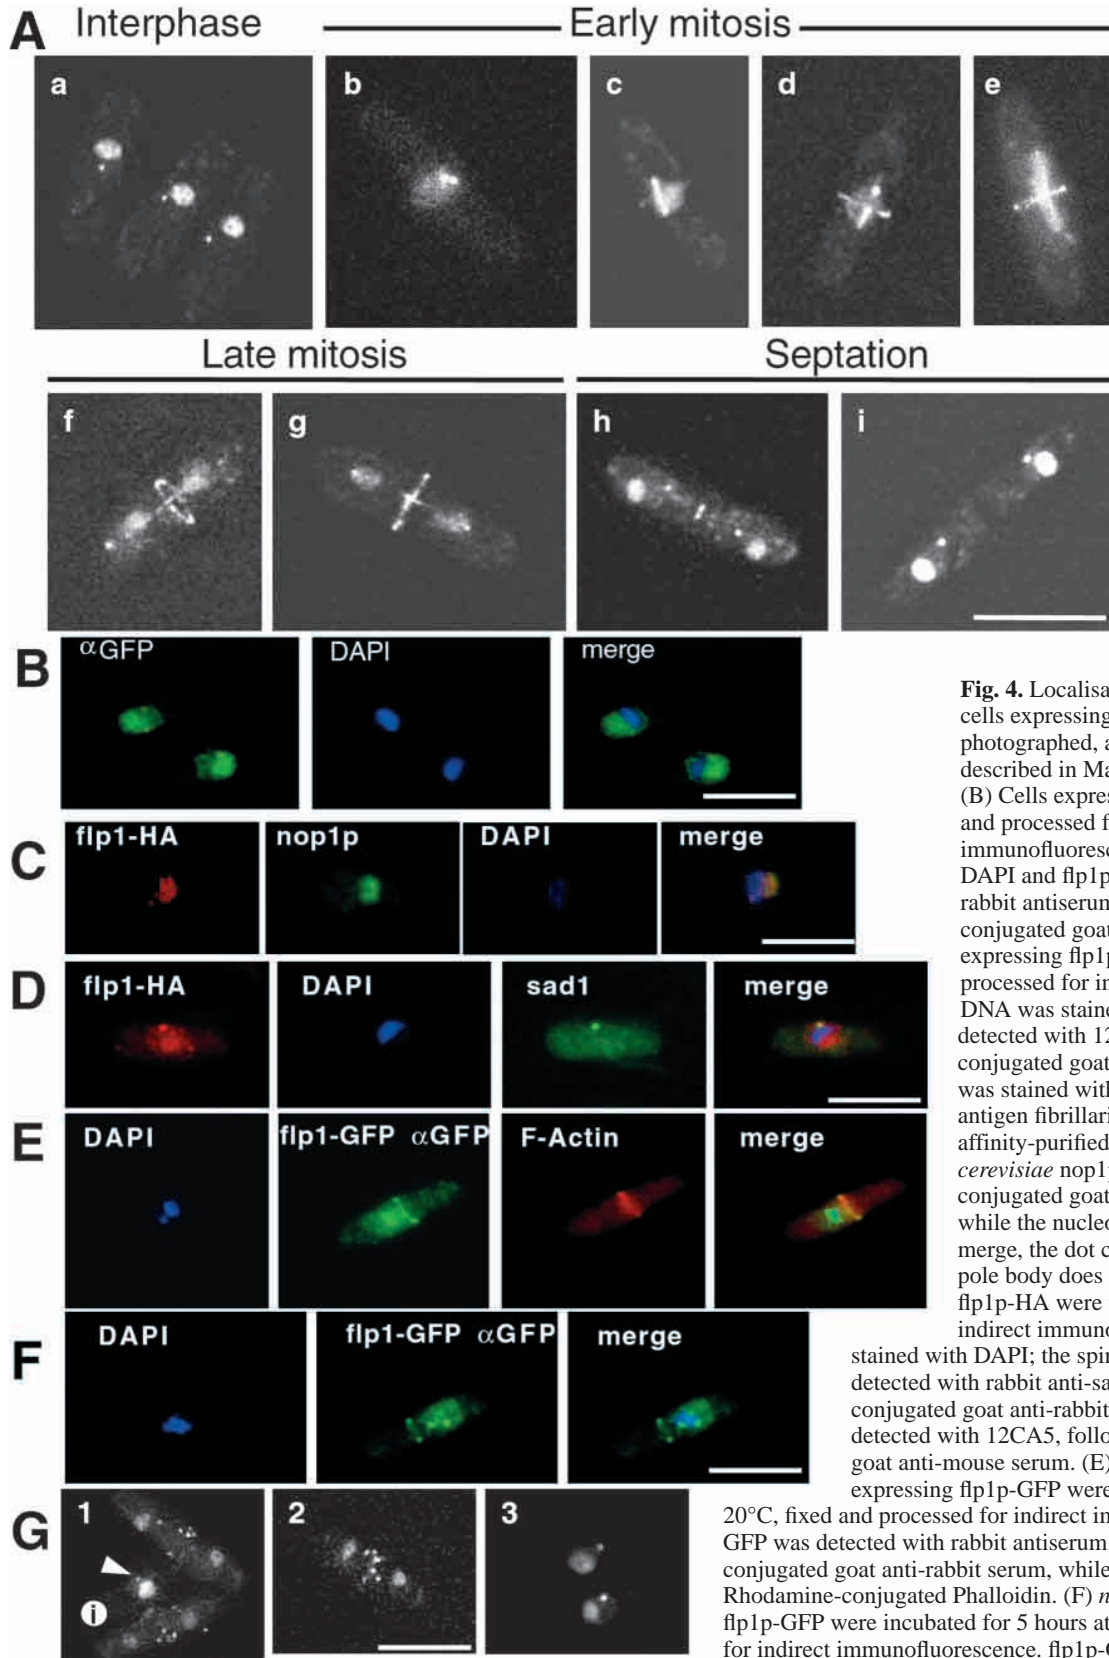 A Interphase Early mitosis
a b c d e
Late mitosis Septation
f g h i
B αGFP DAPI merge
C flp1-HA nop1p DAPI merge
D flp1-HA DAPI sad1 merge
E DAPI flp1-GFP αGFP F-Actin merge
F DAPI flp1-GFP αGFP merge
G 1 2 3
i
Fig. 4. Localisa
cells expressing
photographed, a
described in Ma
(B) Cells expres
and processed f
immunofluoresc
DAPI and flp1p
rabbit antiserum
conjugated goat
expressing flp1p
processed for in
DNA was staine
detected with 12
conjugated goat
was stained with
antigen fibrillari
affinity-purified
cerevisiae nop1p
conjugated goat
while the nucleo
merge, the dot c
pole body does
flp1p-HA were
indirect immuno
stained with DAPI; the spin
detected with rabbit anti-sa
conjugated goat anti-rabbit
detected with 12CA5, follo
goat anti-mouse serum. (E)
expressing flp1p-GFP were
20°C, fixed and processed for indirect in
GFP was detected with rabbit antiserum
conjugated goat anti-rabbit serum, while
Rhodamine-conjugated Phalloidin. (F) n
flp1p-GFP were incubated for 5 hours at
for indirect immunofluorescence. flp1p-G